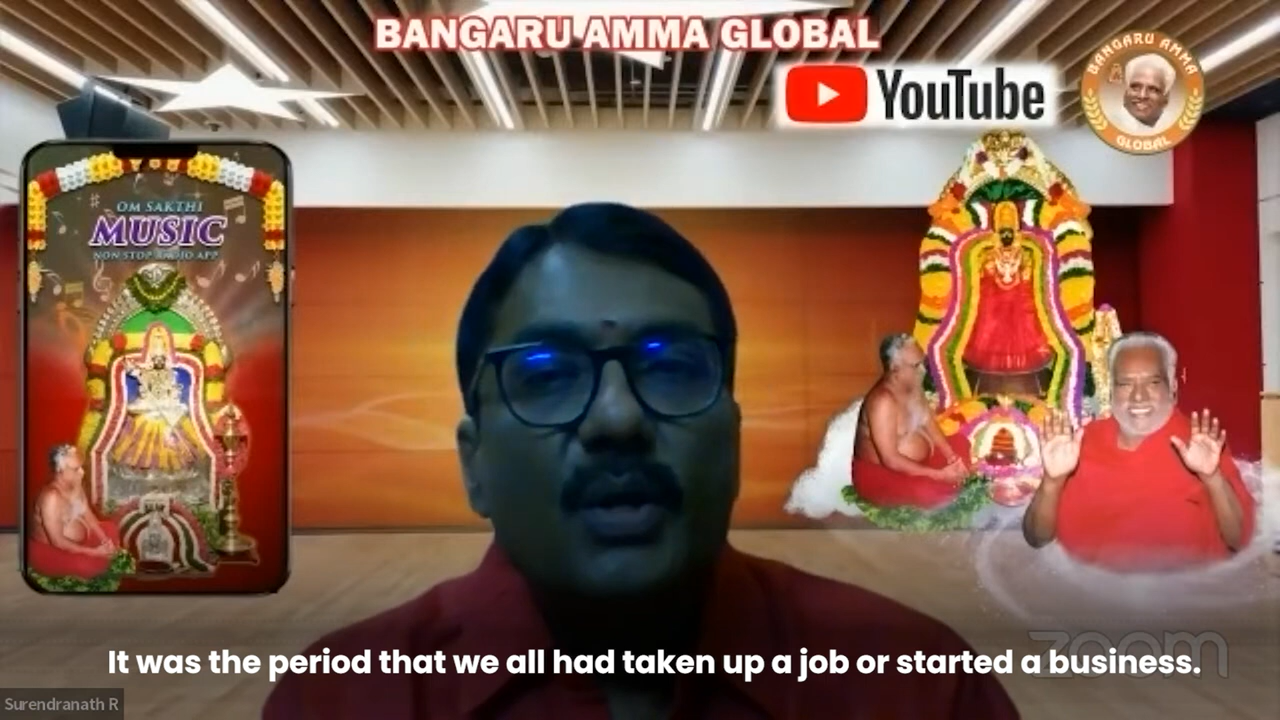 BANGARU AMMA GLOBAL
YouTube
BANGARU AMMA
GLOBAL
OM SAKTHI
MUSIC
NON STOP RADIO APP
zoom
It was the period that we all had taken up a job or started a business.
Surendranath R